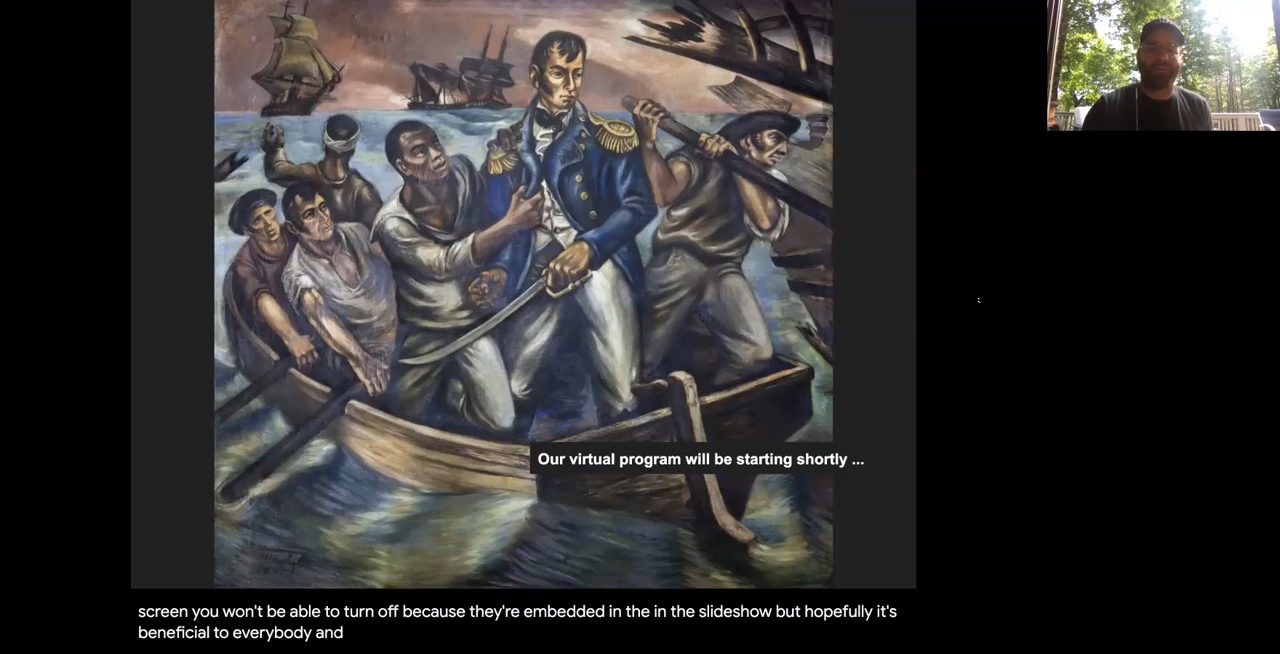 Our virtual program will be starting shortly ...
screen you won't be able to turn off because they're embedded in the in the slideshow but hopefully it's
beneficial to everybody and